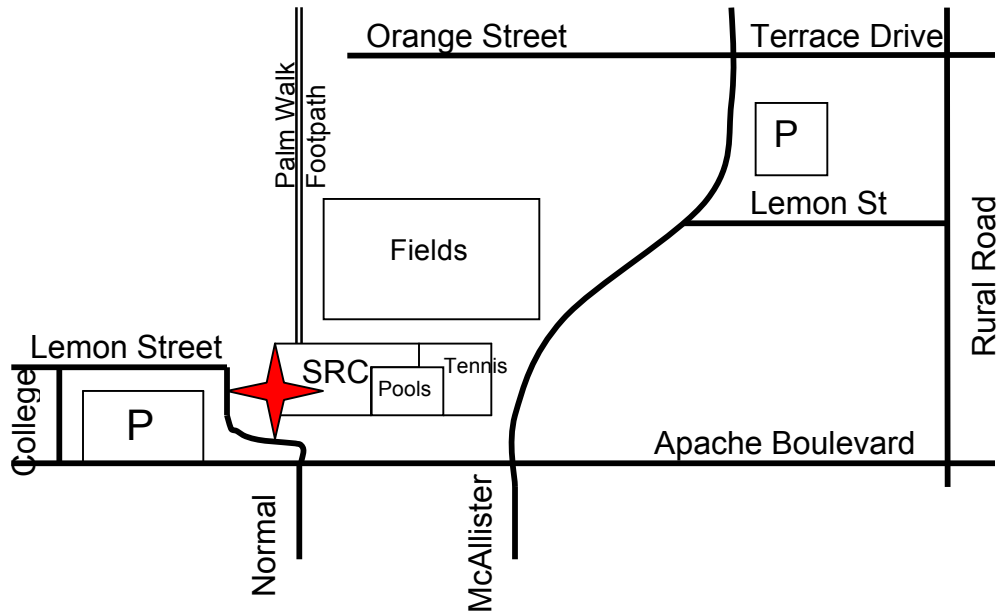 Orange Street
Terrace Drive
Palm Walk
Footpath
P
Lemon St
Fields
Rural Road
Lemon Street
SRC
Tennis
Pools
College
P
Apache Boulevard
Normal
McAllister